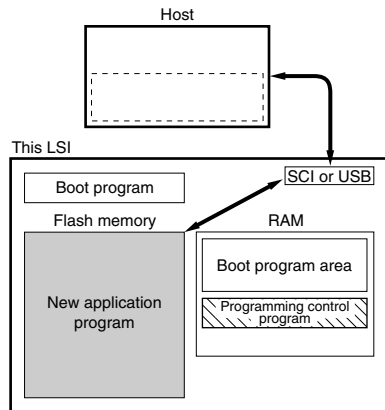 Host
This LSI
SCI or USB
Boot program
Flash memory
RAM
New application
program
Boot program area
Programming control
program